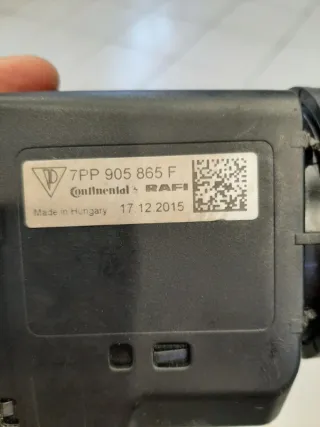 7PP 905 865 F
Continental & RAFI
Made in Hungary 17 12 2015